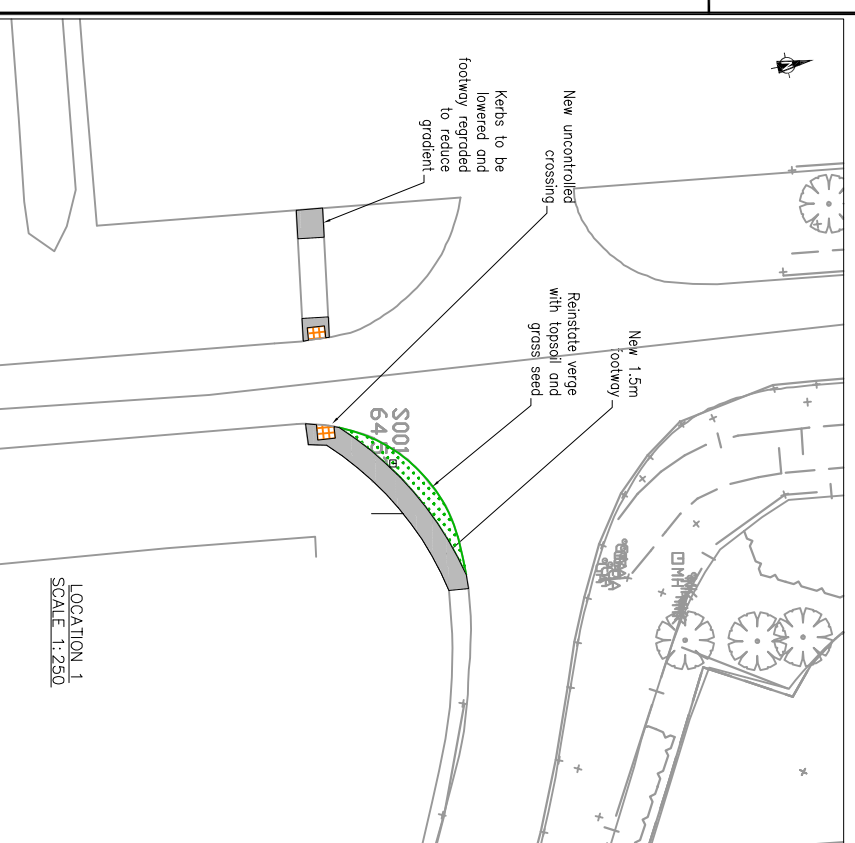 N
New uncontrolled
crossing
Kerbs to be
lowered and
footway regraded
to reduce
gradient
New 1.5m
footway
Reinstate verge
with topsoil and
grass seed
S001
MH
LOCATION 1
SCALE 1:250